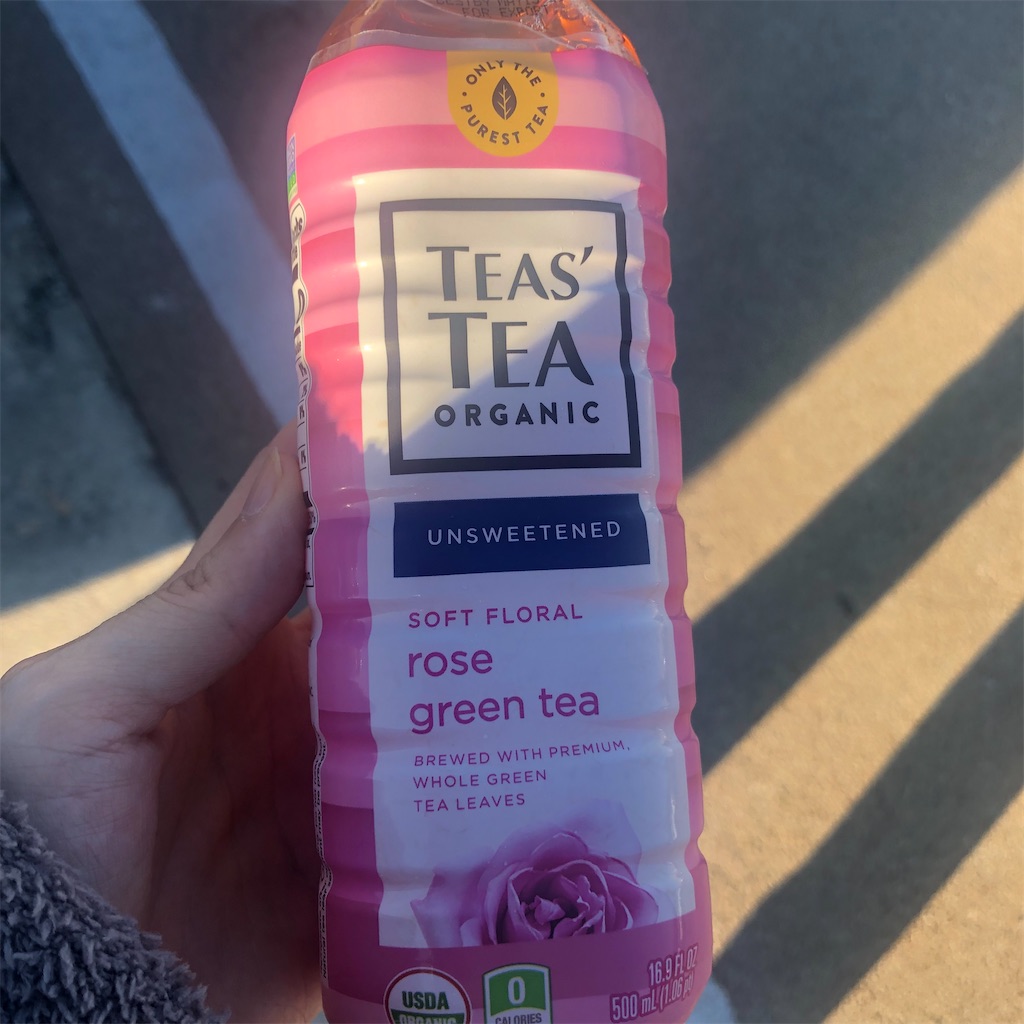 ONLY THE
PUREST TEA
TEAS'
TEA
ORGANIC
UNSWEETENED
SOFT FLORAL
rose
green tea
BREWED WITH PREMIUM,
WHOLE GREEN
TEA LEAVES
USDA
ORGANIC
0
CALORIES
16.9 FL OZ
500 mL (1.06 pt)